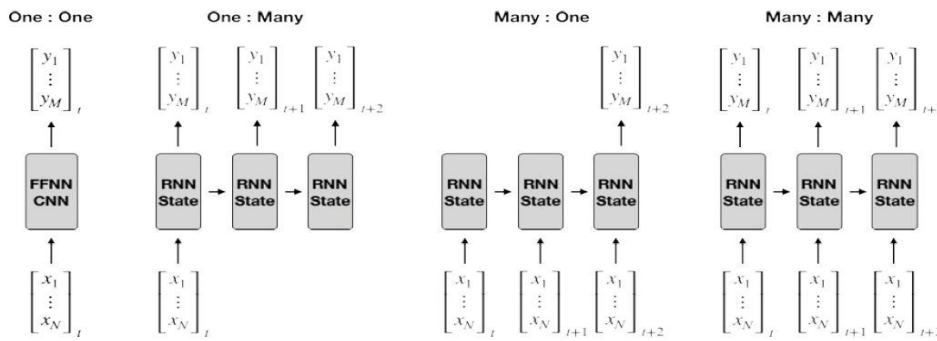 One : One
One : Many
Many : One
Many : Many
y1
⋮
yM t
y1
⋮
yM t
y1
⋮
yM t+1
y1
⋮
yM t+2
y1
⋮
yM t+2
y1
⋮
yM t
y1
⋮
yM t+1
y1
⋮
yM
FFNN
CNN
RNN
State
RNN
State
RNN
State
RNN
State
RNN
State
RNN
State
RNN
State
RNN
State
RNN
State
x1
⋮
xN t
x1
⋮
xN t
x1
⋮
xN t
x1
⋮
xN t+1
x1
⋮
xN t+2
x1
⋮
xN t
x1
⋮
xN t+1
x1
⋮
xN